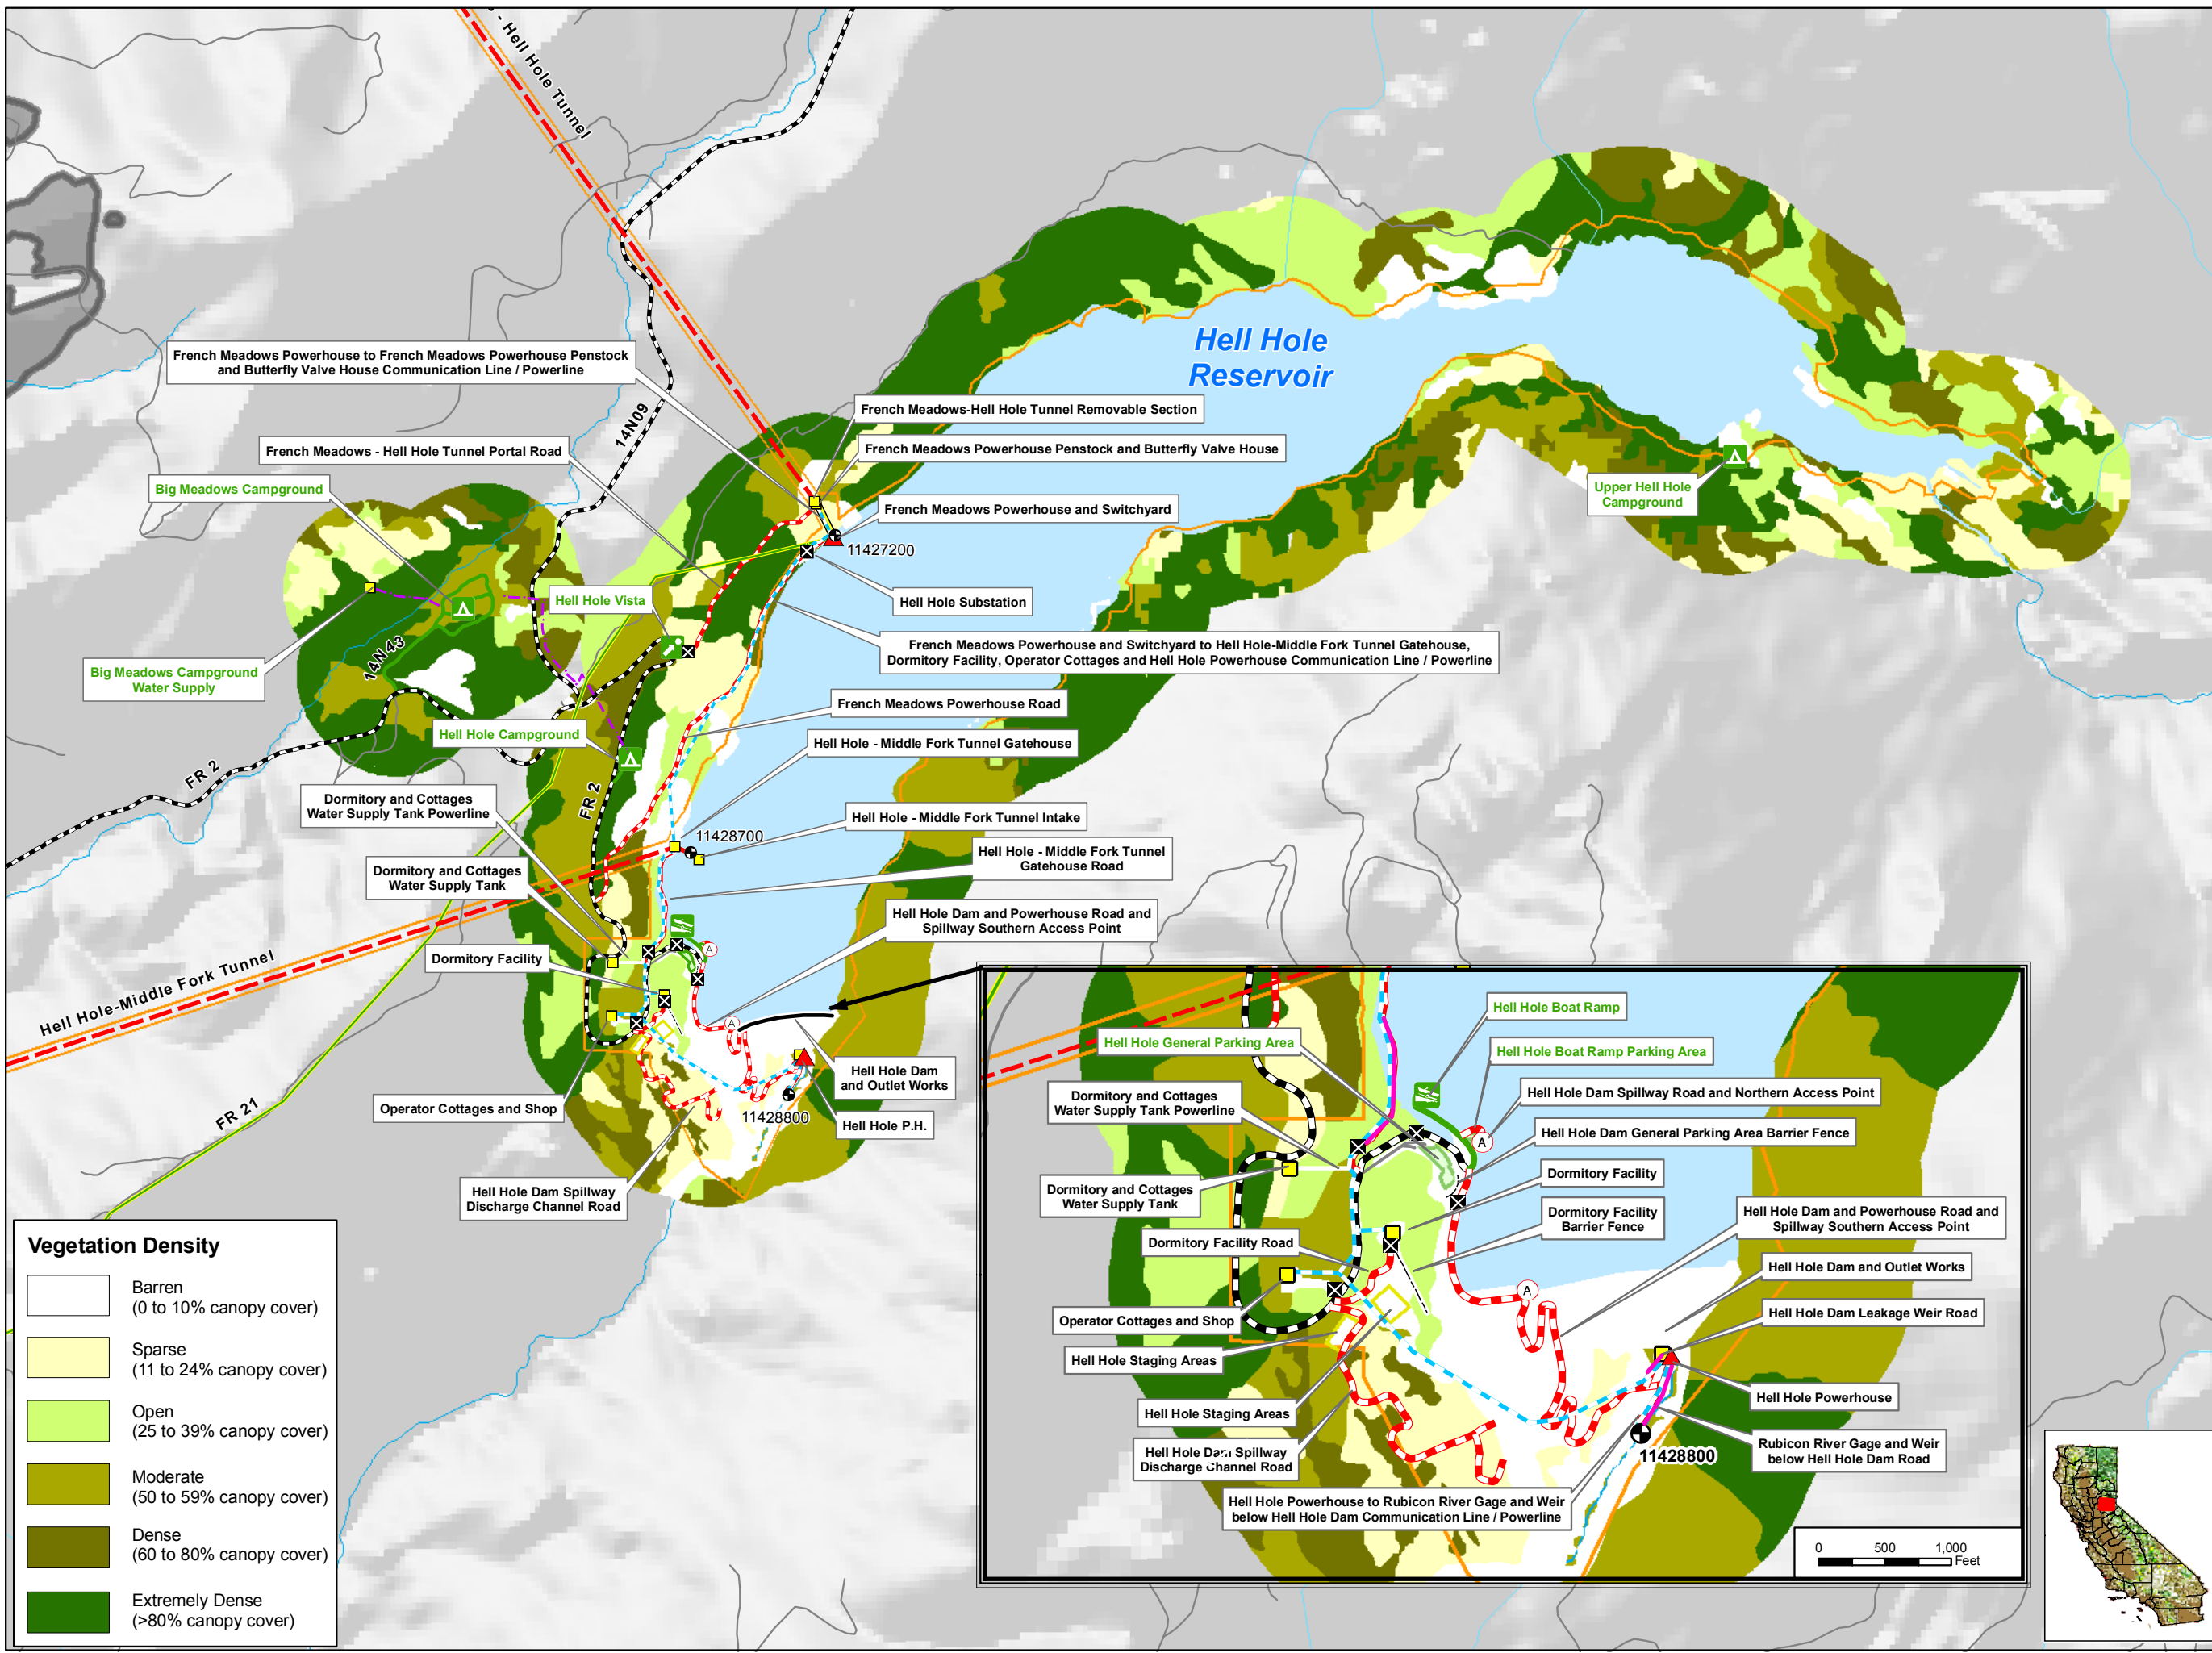 - Hell Hole Tunnel
Hell Hole
Reservoir
French Meadows Powerhouse to French Meadows Powerhouse Penstock
and Butterfly Valve House Communication Line / Powerline
14N09
French Meadows-Hell Hole Tunnel Removable Section
French Meadows - Hell Hole Tunnel Portal Road
French Meadows Powerhouse Penstock and Butterfly Valve House
Big Meadows Campground
Upper Hell Hole
Campground
French Meadows Powerhouse and Switchyard
11427200
Hell Hole Vista
Hell Hole Substation
14N43
French Meadows Powerhouse and Switchyard to Hell Hole-Middle Fork Tunnel Gatehouse,
Dormitory Facility, Operator Cottages and Hell Hole Powerhouse Communication Line / Powerline
Big Meadows Campground
Water Supply
French Meadows Powerhouse Road
Hell Hole Campground
Hell Hole - Middle Fork Tunnel Gatehouse
FR 2
FR 2
Dormitory and Cottages
Water Supply Tank Powerline
Hell Hole - Middle Fork Tunnel Intake
11428700
Hell Hole - Middle Fork Tunnel
Gatehouse Road
Dormitory and Cottages
Water Supply Tank
Hell Hole Dam and Powerhouse Road and
Spillway Southern Access Point
Dormitory Facility
A
Hell Hole-Middle Fork Tunnel
A
Hell Hole Dam
and Outlet Works
Operator Cottages and Shop
FR 21
11428800
Hell Hole P.H.
Hell Hole Dam Spillway
Discharge Channel Road
Hell Hole Boat Ramp
Hell Hole General Parking Area
Hell Hole Boat Ramp Parking Area
Dormitory and Cottages
Water Supply Tank Powerline
Hell Hole Dam Spillway Road and Northern Access Point
A
Hell Hole Dam General Parking Area Barrier Fence
Dormitory Facility
Dormitory and Cottages
Water Supply Tank
Dormitory Facility
Barrier Fence
Hell Hole Dam and Powerhouse Road and
Spillway Southern Access Point
Dormitory Facility Road
Hell Hole Dam and Outlet Works
A
Operator Cottages and Shop
Hell Hole Dam Leakage Weir Road
Hell Hole Staging Areas
Hell Hole Powerhouse
Hell Hole Staging Areas
Hell Hole Dam Spillway
Discharge Channel Road
Rubicon River Gage and Weir
below Hell Hole Dam Road
11428800
Hell Hole Powerhouse to Rubicon River Gage and Weir
below Hell Hole Dam Communication Line / Powerline
0 500 1,000
Feet
Vegetation Density
Barren
(0 to 10% canopy cover)
Sparse
(11 to 24% canopy cover)
Open
(25 to 39% canopy cover)
Moderate
(50 to 59% canopy cover)
Dense
(60 to 80% canopy cover)
Extremely Dense
(>80% canopy cover)